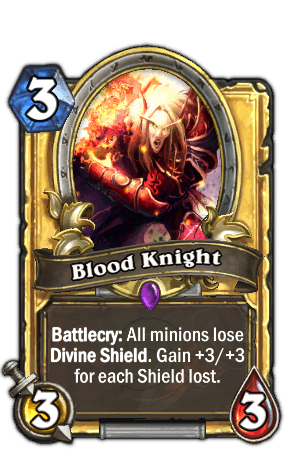 3
Blood Knight
Battlecry: All minions lose
Divine Shield. Gain +3/+3
for each Shield lost.
3
3